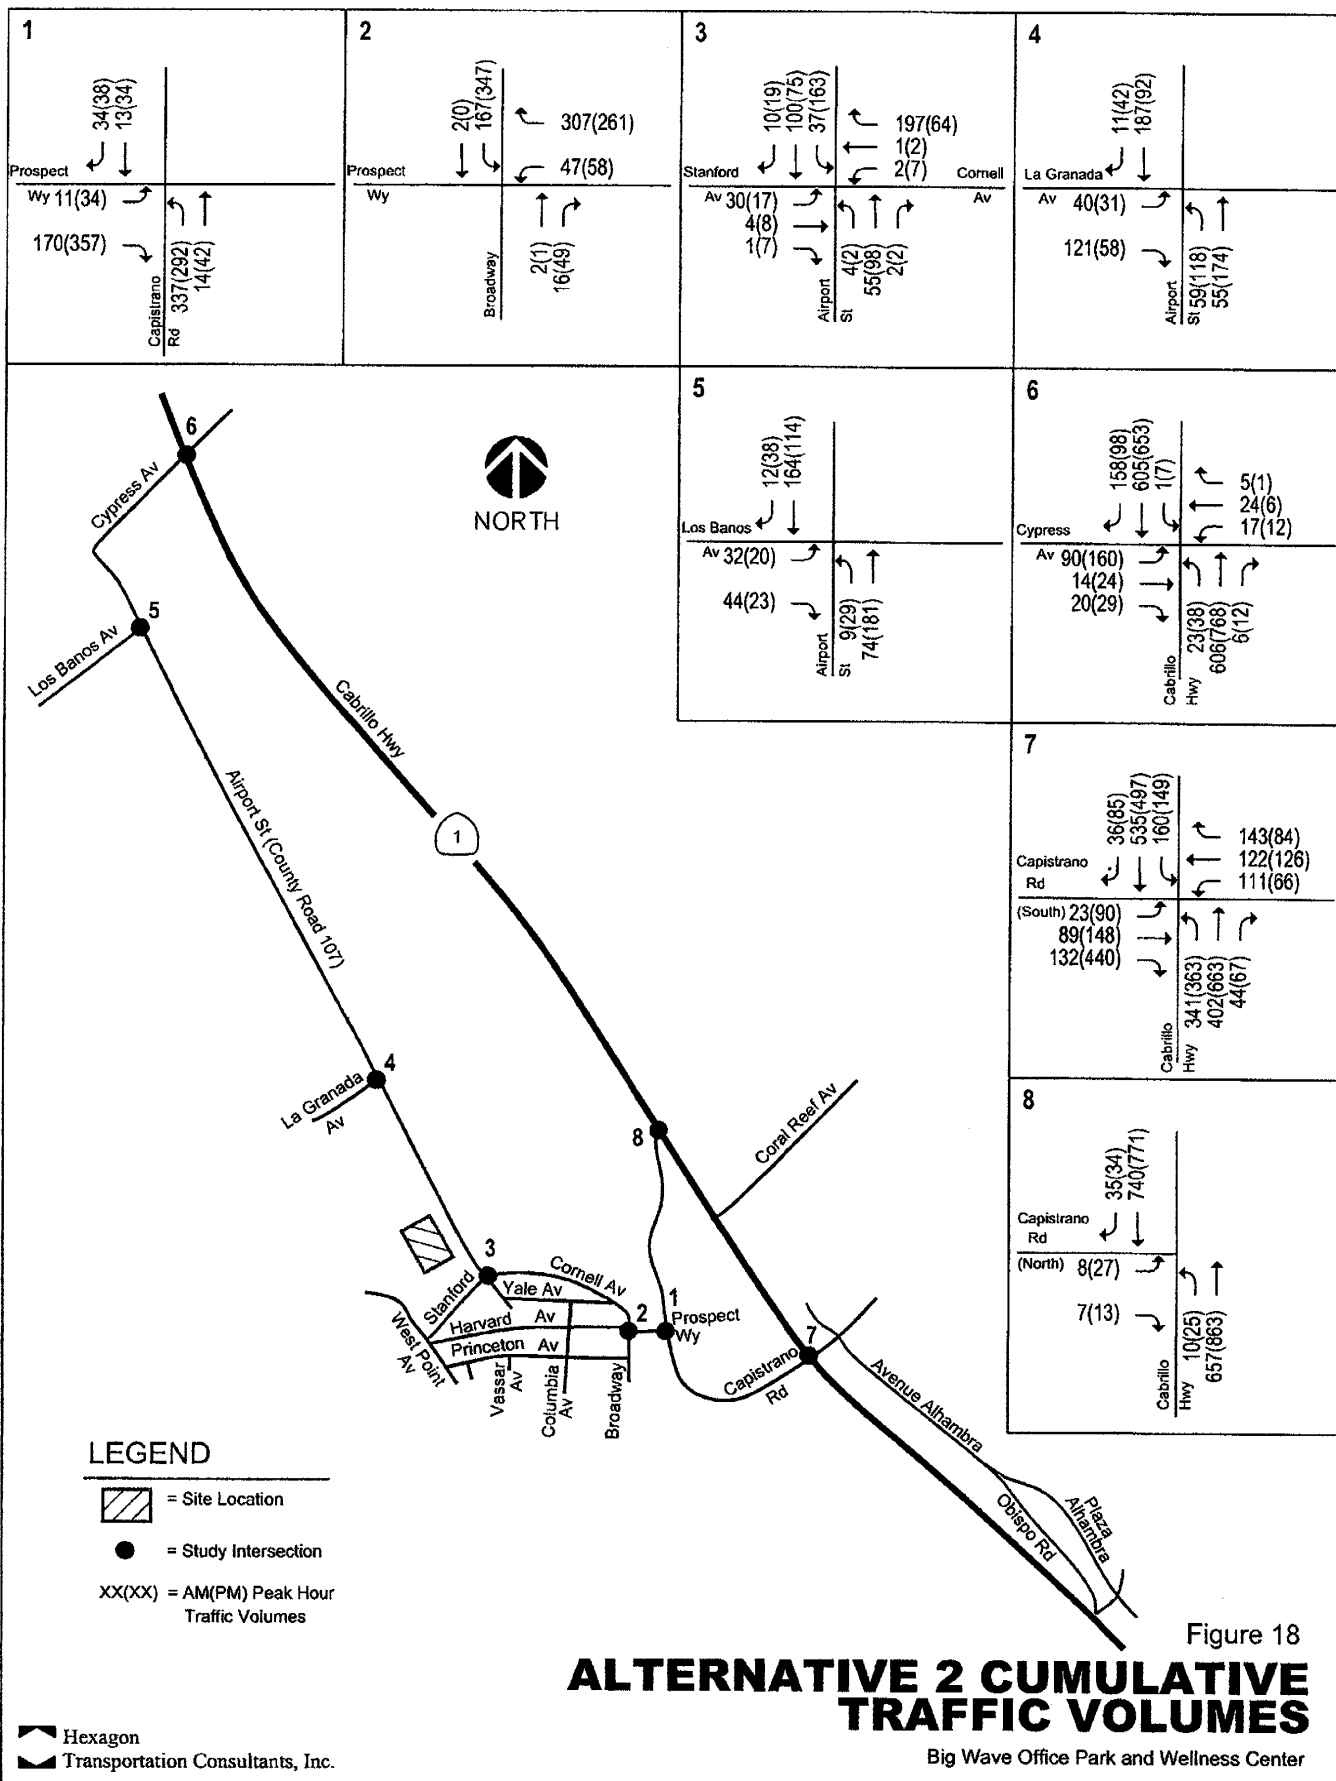 1
34(38)
13(34)
Prospect
Wy 11(34)
170(357)
337(292)
14(42)
Capistrano
Rd
2
2(0)
167(347)
307(261)
47(58)
Prospect
Wy
2(1)
16(49)
Broadway
3
10(19)
100(75)
37(163)
197(64)
1(2)
2(7)
Stanford
Cornell
Av 30(17)
Av
4(8)
1(7)
4(2)
55(98)
2(2)
Airport
St
4
11(42)
187(92)
La Granada
Av 40(31)
121(58)
59(118)
55(174)
Airport
St
5
12(38)
164(114)
Los Banos
Av 32(20)
44(23)
9(29)
74(181)
Airport
St
6
158(98)
605(653)
1(7)
5(1)
24(6)
17(12)
Cypress
Av 90(160)
14(24)
20(29)
23(38)
606(768)
6(12)
Cabrillo
Hwy
7
36(85)
535(497)
160(149)
143(84)
122(126)
111(66)
Capistrano
Rd
(South) 23(90)
89(148)
132(440)
341(363)
402(663)
44(67)
Cabrillo
Hwy
8
35(34)
740(771)
Capistrano
Rd
(North) 8(27)
7(13)
10(25)
657(863)
Cabrillo
Hwy
6
Cypress Av
NORTH
5
Los Banos Av
Cabrillo Hwy
1
Airport St (County Road 107)
4
La Granada
Av
8
Coral Reef Av
3
Stanford
Cornell Av
Yale Av
Harvard Av
Princeton Av
West Point
Av
Vassar
Av
Columbia
Av
Broadway
2
1
Prospect
Wy
7
Capistrano
Rd
Avenue Alhambra
Obispo Rd
Plaza
Alhambra
LEGEND
= Site Location
= Study Intersection
XX(XX) = AM(PM) Peak Hour
Traffic Volumes
Figure 18
ALTERNATIVE 2 CUMULATIVE
TRAFFIC VOLUMES
Big Wave Office Park and Wellness Center
Hexagon
Transportation Consultants, Inc.